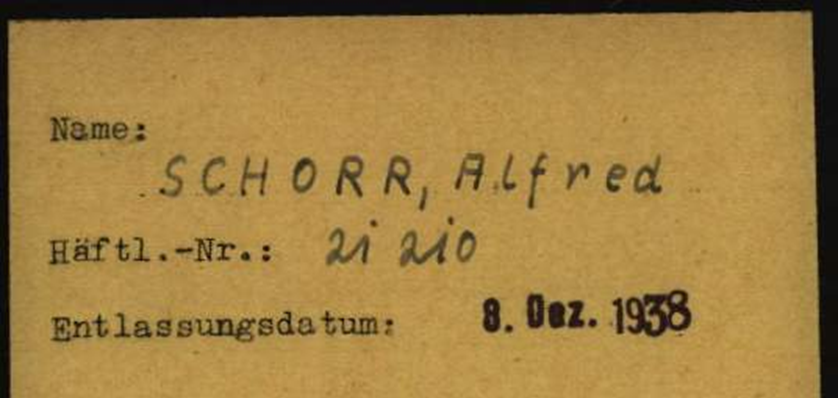 Name:
SCHORR, Alfred
Häftl.-Nr.: 21 210
Entlassungsdatum: 8. Dez. 1938